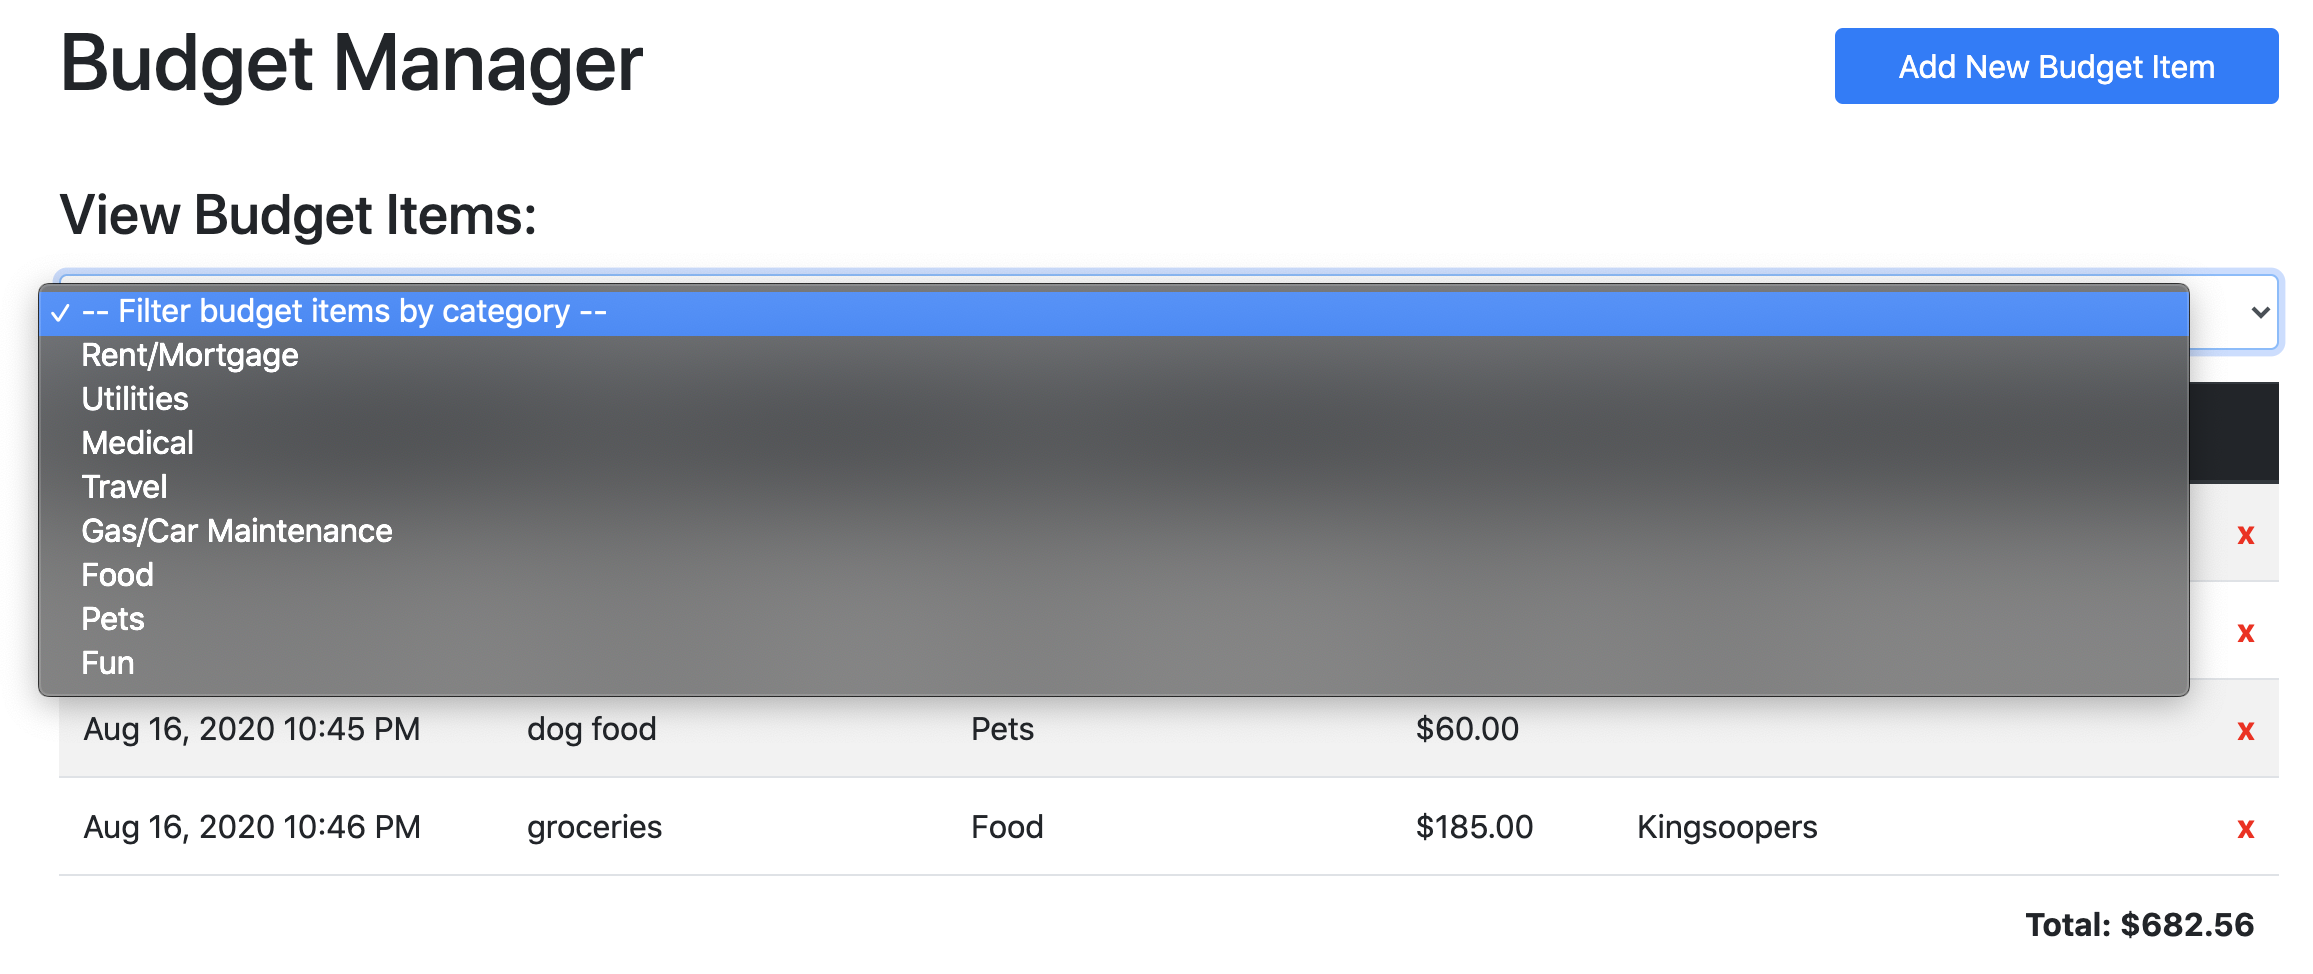 Budget Manager
Add New Budget Item
View Budget Items:
✓ -- Filter budget items by category --
Rent/Mortgage
Utilities
Medical
Travel
Gas/Car Maintenance
Food
Pets
Fun
x
x
Aug 16, 2020 10:45 PM dog food Pets $60.00 x
Aug 16, 2020 10:46 PM groceries Food $185.00 Kingsoopers x
Total: $682.56